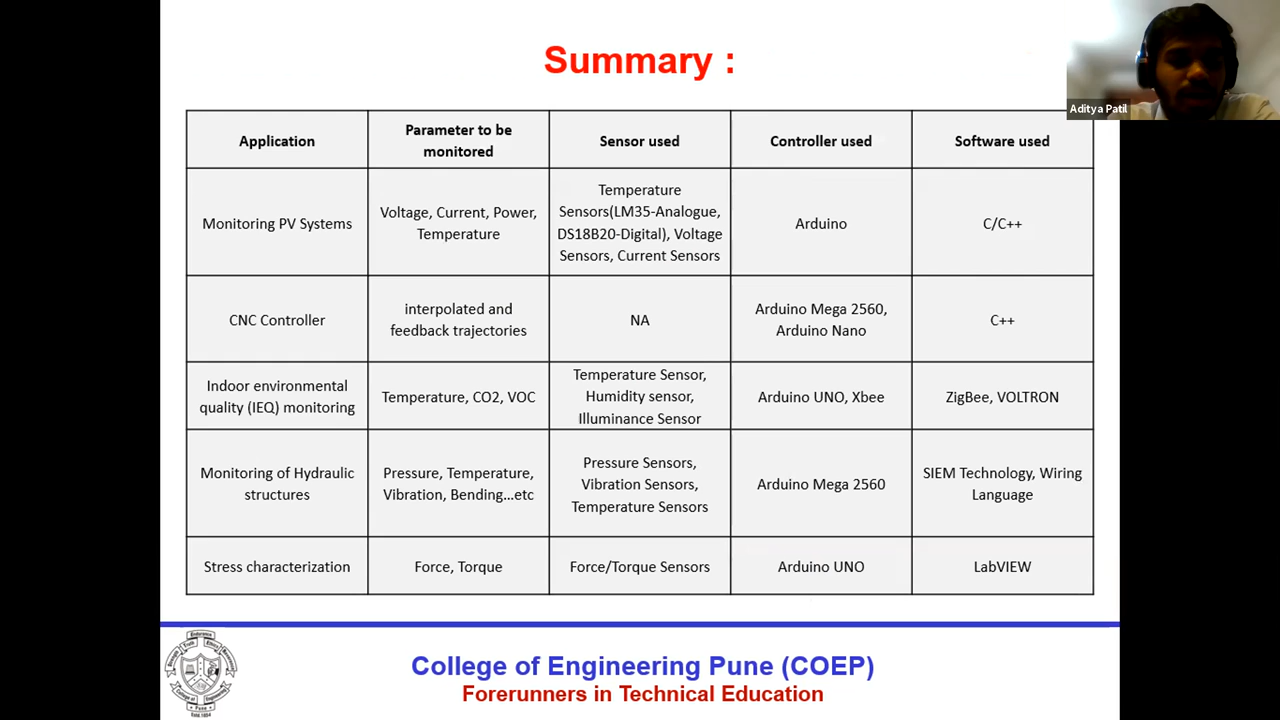 Summary :
Aditya Patil
Application
Parameter to be
monitored
Sensor used
Controller used
Software used
Monitoring PV Systems
Voltage, Current, Power,
Temperature
Temperature
Sensors(LM35-Analogue,
DS18B20-Digital), Voltage
Sensors, Current Sensors
Arduino
C/C++
CNC Controller
interpolated and
feedback trajectories
NA
Arduino Mega 2560,
Arduino Nano
C++
Indoor environmental
quality (IEQ) monitoring
Temperature, CO2, VOC
Temperature Sensor,
Humidity sensor,
Illuminance Sensor
Arduino UNO, Xbee
ZigBee, VOLTRON
Monitoring of Hydraulic
structures
Pressure, Temperature,
Vibration, Bending...etc
Pressure Sensors,
Vibration Sensors,
Temperature Sensors
Arduino Mega 2560
SIEM Technology, Wiring
Language
Stress characterization
Force, Torque
Force/Torque Sensors
Arduino UNO
LabVIEW
College of Engineering Pune (COEP)
Forerunners in Technical Education